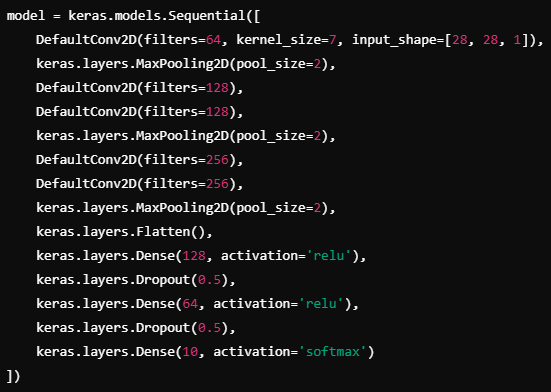 model = keras.models.Sequential([
    DefaultConv2D(filters=64, kernel_size=7, input_shape=[28, 28, 1]),
    keras.layers.MaxPooling2D(pool_size=2),
    DefaultConv2D(filters=128),
    DefaultConv2D(filters=128),
    keras.layers.MaxPooling2D(pool_size=2),
    DefaultConv2D(filters=256),
    DefaultConv2D(filters=256),
    keras.layers.MaxPooling2D(pool_size=2),
    keras.layers.Flatten(),
    keras.layers.Dense(128, activation='relu'),
    keras.layers.Dropout(0.5),
    keras.layers.Dense(64, activation='relu'),
    keras.layers.Dropout(0.5),
    keras.layers.Dense(10, activation='softmax')
])